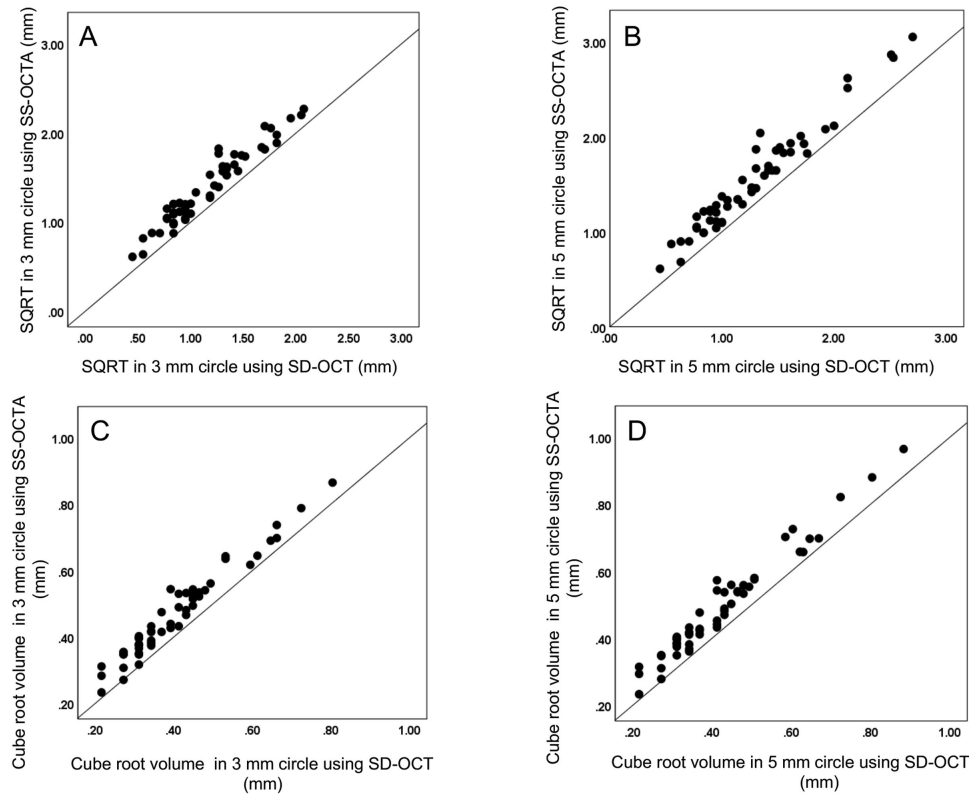 A
SQRT in 3 mm circle using SS-OCTA (mm)
3.00
2.00
1.00
.00
.00 .50 1.00 1.50 2.00 2.50 3.00
SQRT in 3 mm circle using SD-OCT (mm)
B
SQRT in 5 mm circle using SS-OCTA (mm)
3.00
2.00
1.00
.00
.00 1.00 2.00 3.00
SQRT in 5 mm circle using SD-OCT (mm)
C
Cube root volume in 3 mm circle using SS-OCTA
(mm)
1.00
.80
.60
.40
.20
.20 .40 .60 .80 1.00
Cube root volume in 3 mm circle using SD-OCT
(mm)
D
Cube root volume in 5 mm circle using SS-OCTA
(mm)
1.00
.80
.60
.40
.20
.20 .40 .60 .80 1.00
Cube root volume in 5 mm circle using SD-OCT
(mm)